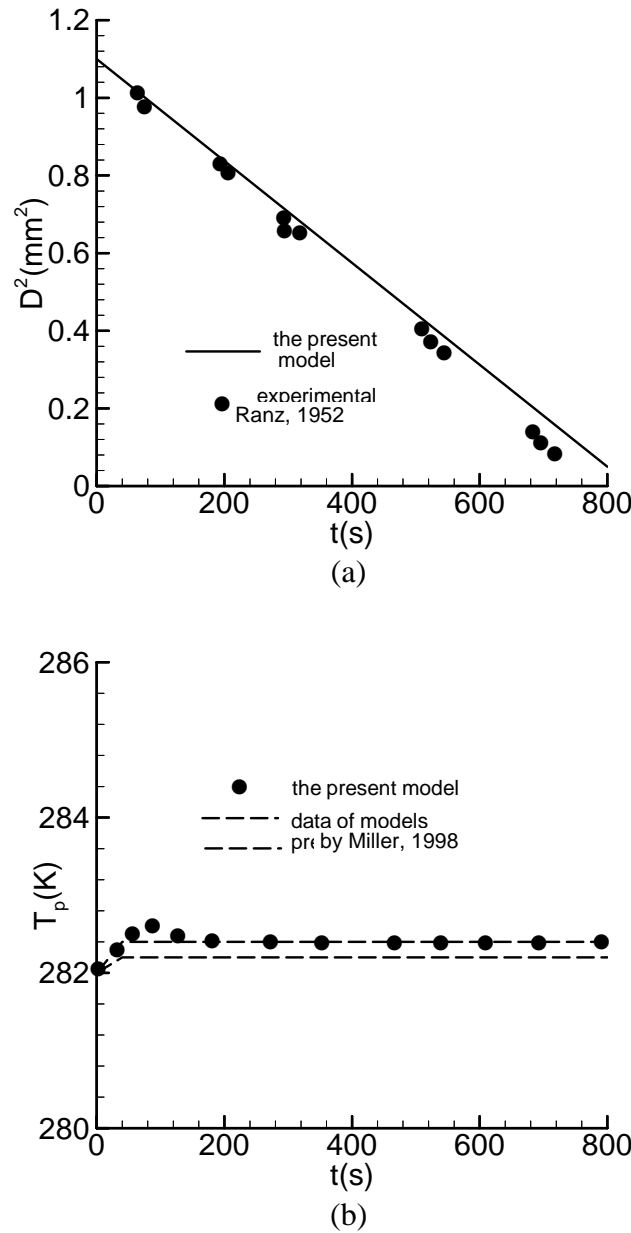 1.2
1
0.8
0.6
0.4
0.2
0
D²(mm²)
the present
model
experimental
Ranz, 1952
0 200 400 600 800
t(s)
(a)
286
284
282
280
T_p(K)
the present model
data of models
by Miller, 1998
0 200 400 600 800
t(s)
(b)